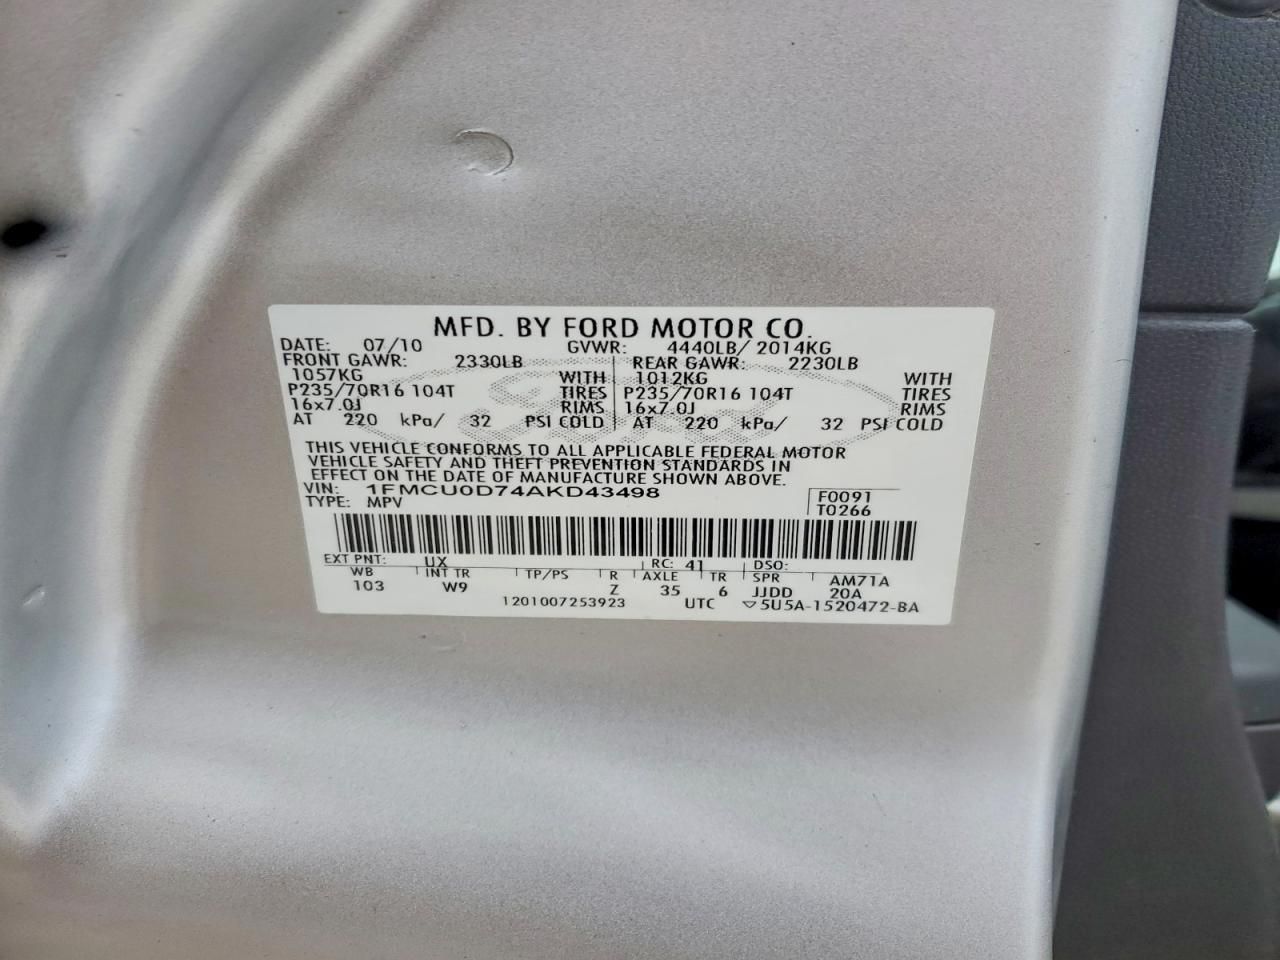 MFD. BY FORD MOTOR CO.
DATE: 07/10 GVWR: 4440LB/ 2014KG
FRONT GAWR: 2330LB REAR GAWR: 2230LB
1057KG WITH 1012KG WITH
P235/70R16 104T TIRES P235/70R16 104T TIRES
16x7.0J RIMS 16x7.0J RIMS
AT 220 kPa/ 32 PSI COLD AT 220 kPa/ 32 PSI COLD
THIS VEHICLE CONFORMS TO ALL APPLICABLE FEDERAL MOTOR
VEHICLE SAFETY AND THEFT PREVENTION STANDARDS IN
EFFECT ON THE DATE OF MANUFACTURE SHOWN ABOVE.
VIN: 1FMCU0D74AKD43498 F0091
TYPE: MPV T0266
EXT PNT: UX RC: 41 DSO:
WB INT TR TP/PS R AXLE TR SPR AM71A
103 W9 Z 35 6 JJDD 20A
1201007253923 UTC ▽5U5A-1520472-BA